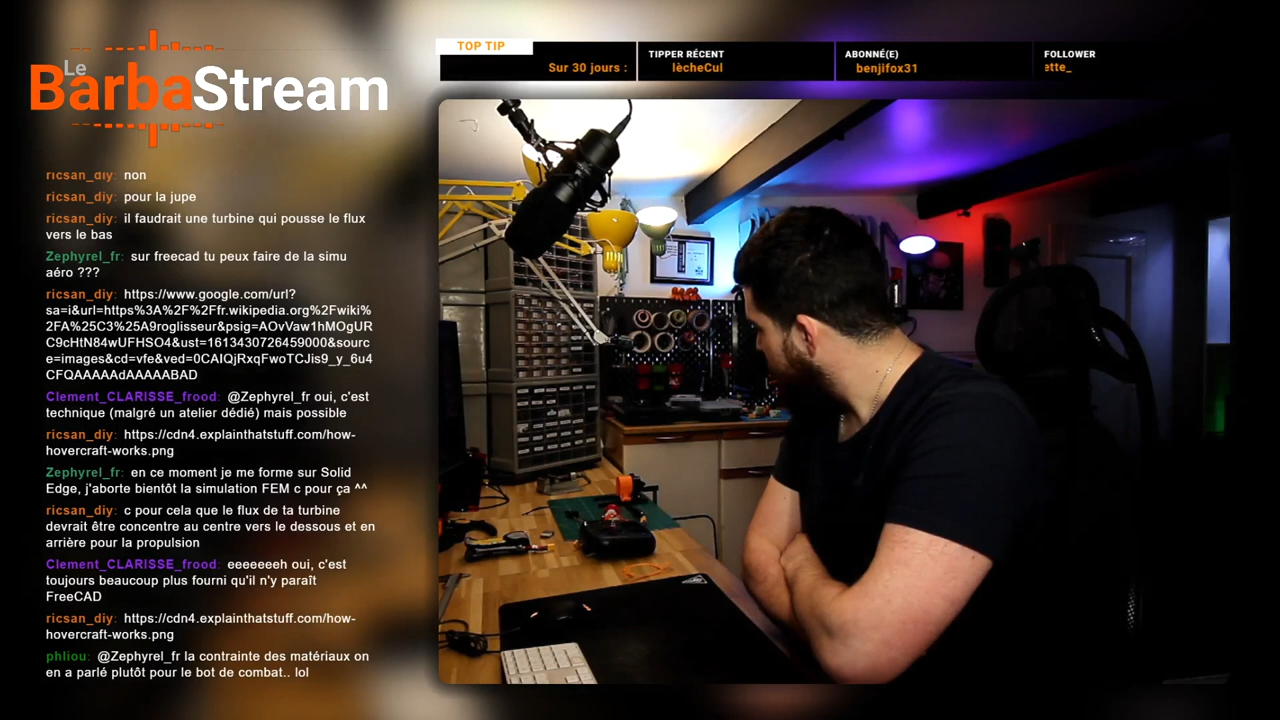 Le
BarbaStream
TOP TIP
Sur 30 jours :
TIPPER RÉCENT
lècheCul
ABONNÉ(E)
benjifox31
FOLLOWER
ette_
ricsan_diy: non
ricsan_diy: pour la jupe
ricsan_diy: il faudrait une turbine qui pousse le flux
vers le bas
Zephyrel_fr: sur freecad tu peux faire de la simu
aéro ???
ricsan_diy: https://www.google.com/url?
sa=i&url=https%3A%2F%2Ffr.wikipedia.org%2Fwiki%
2FA%25C3%25A9roglisseur&psig=AOvVaw1hMOgUR
C9cHtN84wUFHSO4&ust=1613430726459000&sourc
e=images&cd=vfe&ved=0CAIQjRxqFwoTCJis9_y_6u4
CFQAAAAAdAAAAABAD
Clement_CLARISSE_frood: @Zephyrel_fr oui, c'est
technique (malgré un atelier dédié) mais possible
ricsan_diy: https://cdn4.explainthatstuff.com/how-
hovercraft-works.png
Zephyrel_fr: en ce moment je me forme sur Solid
Edge, j'aborte bientôt la simulation FEM c pour ça ^^
ricsan_diy: c pour cela que le flux de ta turbine
devrait être concentre au centre vers le dessous et en
arrière pour la propulsion
Clement_CLARISSE_frood: eeeeeeeh oui, c'est
toujours beaucoup plus fourni qu'il n'y paraît
FreeCAD
ricsan_diy: https://cdn4.explainthatstuff.com/how-
hovercraft-works.png
phliou: @Zephyrel_fr la contrainte des matériaux on
en a parlé plutôt pour le bot de combat.. lol